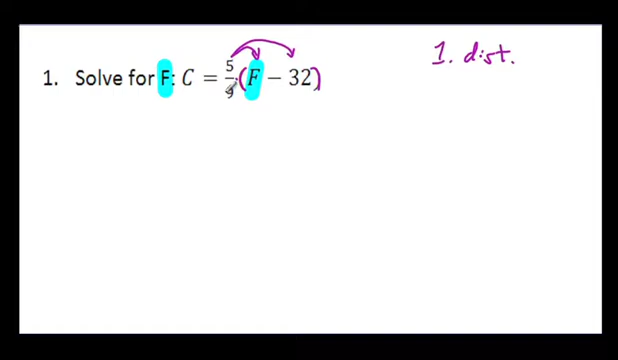 1. dist.
1. Solve for F: C = 5/9 (F − 32)